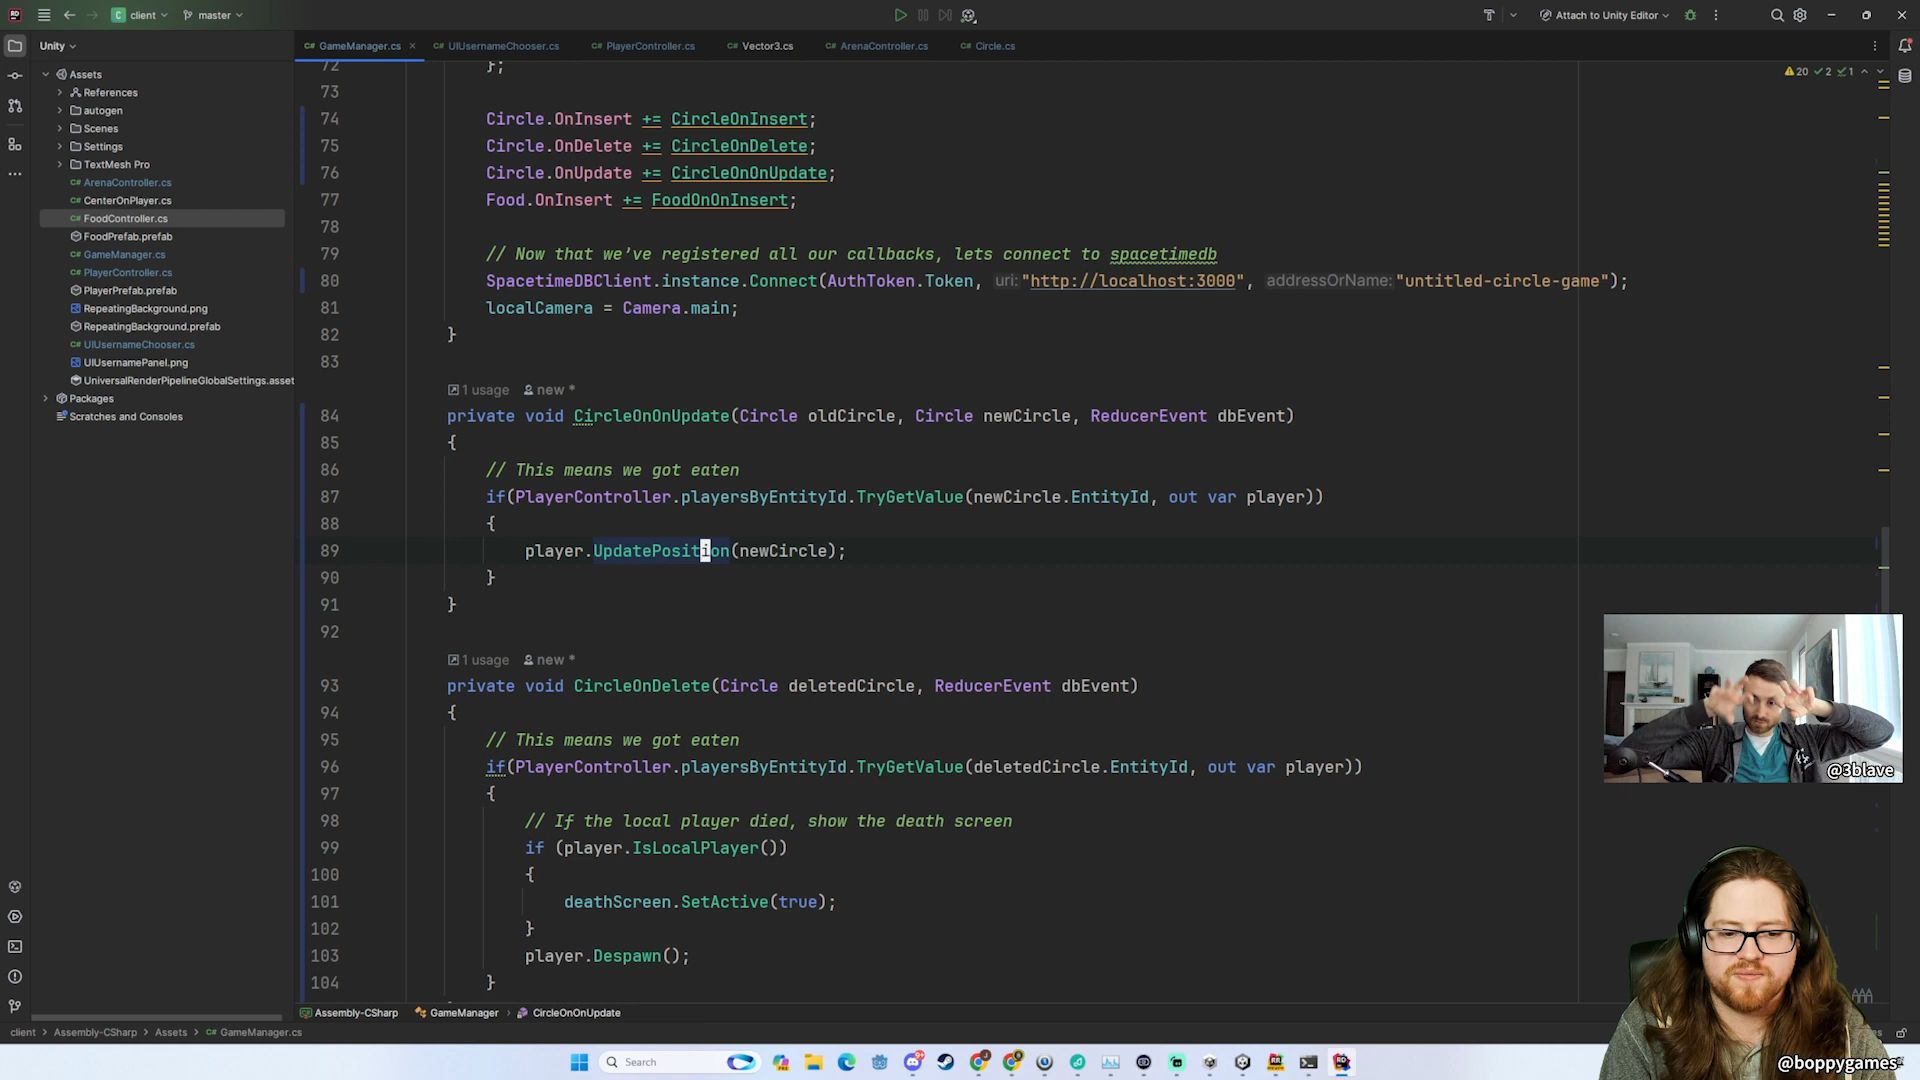 client
master
Attach to Unity Editor
Unity
GameManager.cs
UIUsernameChooser.cs
PlayerController.cs
Vector3.cs
ArenaController.cs
Circle.cs
Assets
References
autogen
Scenes
Settings
TextMesh Pro
ArenaController.cs
CenterOnPlayer.cs
FoodController.cs
FoodPrefab.prefab
GameManager.cs
PlayerController.cs
PlayerPrefab.prefab
RepeatingBackground.png
RepeatingBackground.prefab
UIUsernameChooser.cs
UIUsernamePanel.png
UniversalRenderPipelineGlobalSettings.asset
Packages
Scratches and Consoles
20 2 1
72 };
73
74 Circle.OnInsert += CircleOnInsert;
75 Circle.OnDelete += CircleOnDelete;
76 Circle.OnUpdate += CircleOnOnUpdate;
77 Food.OnInsert += FoodOnOnInsert;
78
79 // Now that we've registered all our callbacks, lets connect to spacetimedb
80 SpacetimeDBClient.instance.Connect(AuthToken.Token, uri: "http://localhost:3000", addressOrName: "untitled-circle-game");
81 localCamera = Camera.main;
82 }
83
1 usage new *
84 private void CircleOnOnUpdate(Circle oldCircle, Circle newCircle, ReducerEvent dbEvent)
85 {
86 // This means we got eaten
87 if(PlayerController.playersByEntityId.TryGetValue(newCircle.EntityId, out var player))
88 {
89 player.UpdatePosition(newCircle);
90 }
91 }
92
1 usage new *
93 private void CircleOnDelete(Circle deletedCircle, ReducerEvent dbEvent)
94 {
95 // This means we got eaten
96 if(PlayerController.playersByEntityId.TryGetValue(deletedCircle.EntityId, out var player))
97 {
98 // If the local player died, show the death screen
99 if (player.IsLocalPlayer())
100 {
101 deathScreen.SetActive(true);
102 }
103 player.Despawn();
104 }
Assembly-CSharp GameManager CircleOnOnUpdate
client Assembly-CSharp Assets GameManager.cs
Search
@3blave
@boppygames